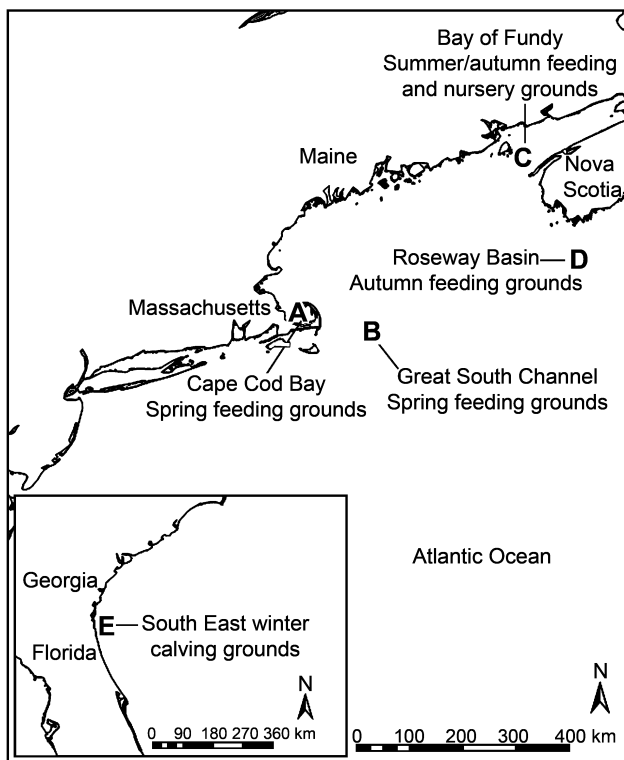 Bay of Fundy
Summer/autumn feeding
and nursery grounds
C
Maine
Nova
Scotia
Roseway Basin D
Autumn feeding grounds
Massachusetts A
B
Cape Cod Bay
Spring feeding grounds
Great South Channel
Spring feeding grounds
Atlantic Ocean
Georgia
E South East winter
calving grounds
Florida
N
0 90 180 270 360 km
N
0 100 200 300 400 km